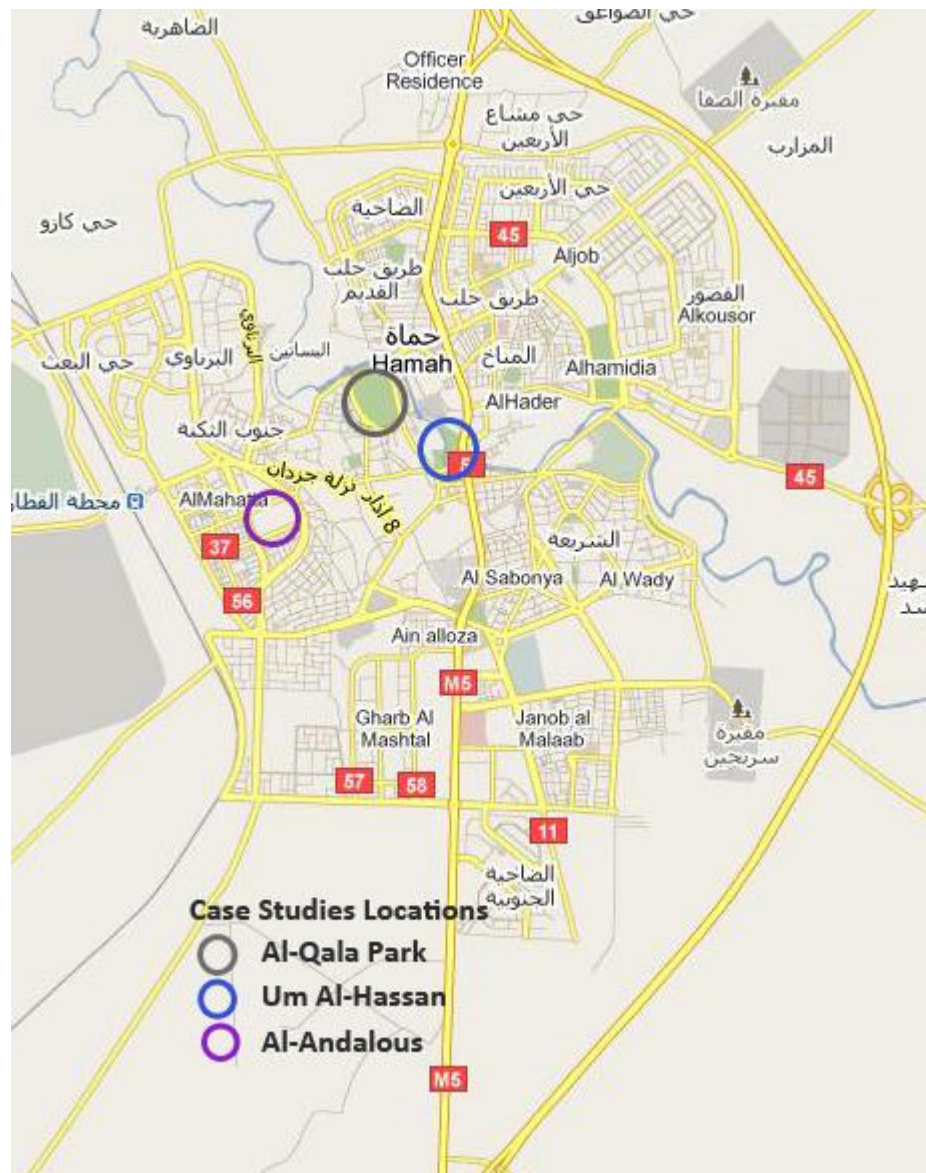 حي الصواعق
الضاهرية
Officer
Residence
مقبرة الصفا
حي مشاع
الأربعين
المزارب
حي الأربعين
الضاحية
حي كازو
45
Aljob
طريق حلب
القديم
القصور
Alkousor
طريق حلب
البرناوي
حماة
Hamah
البساتين
المباخ
حي البعث
البرناوي
Alhamidia
AlHader
جنوب الثكنة
45
8 آذار نزلة جردان
AlMahatta
محطة القطار
37
الشريعة
Al Sabonya
Al Wady
56
Ain alloza
M5
Gharb Al
Mashtal
Janob al
Malaab
مقبرة
سريحين
57
58
11
الضاحية
الجنوبية
Case Studies Locations
Al-Qala Park
Um Al-Hassan
Al-Andalous
M5